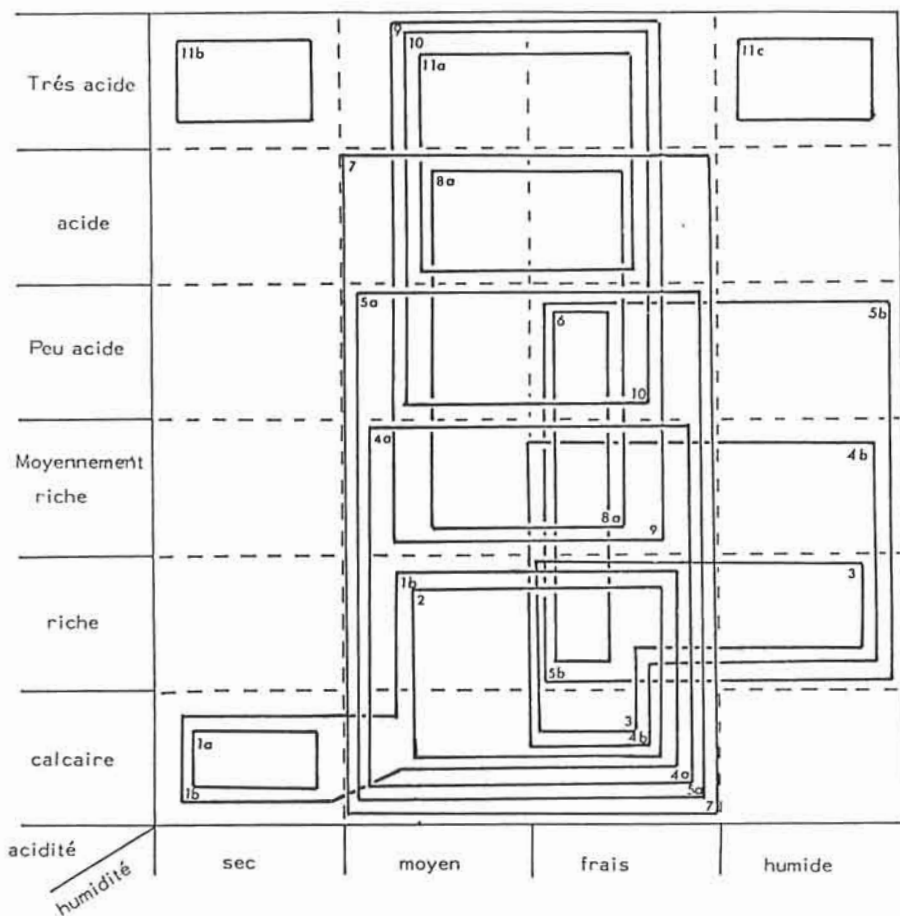 11b
9
10
11a
11c
Trés acide
7
8a
acide
5a
6
5b
Peu acide
10
4a
4b
Moyennement
riche
8a
9
1b
2
3
riche
5b
3
4b
1a
calcaire
4a
5a
1b
7
acidité
humidité
sec
moyen
frais
humide